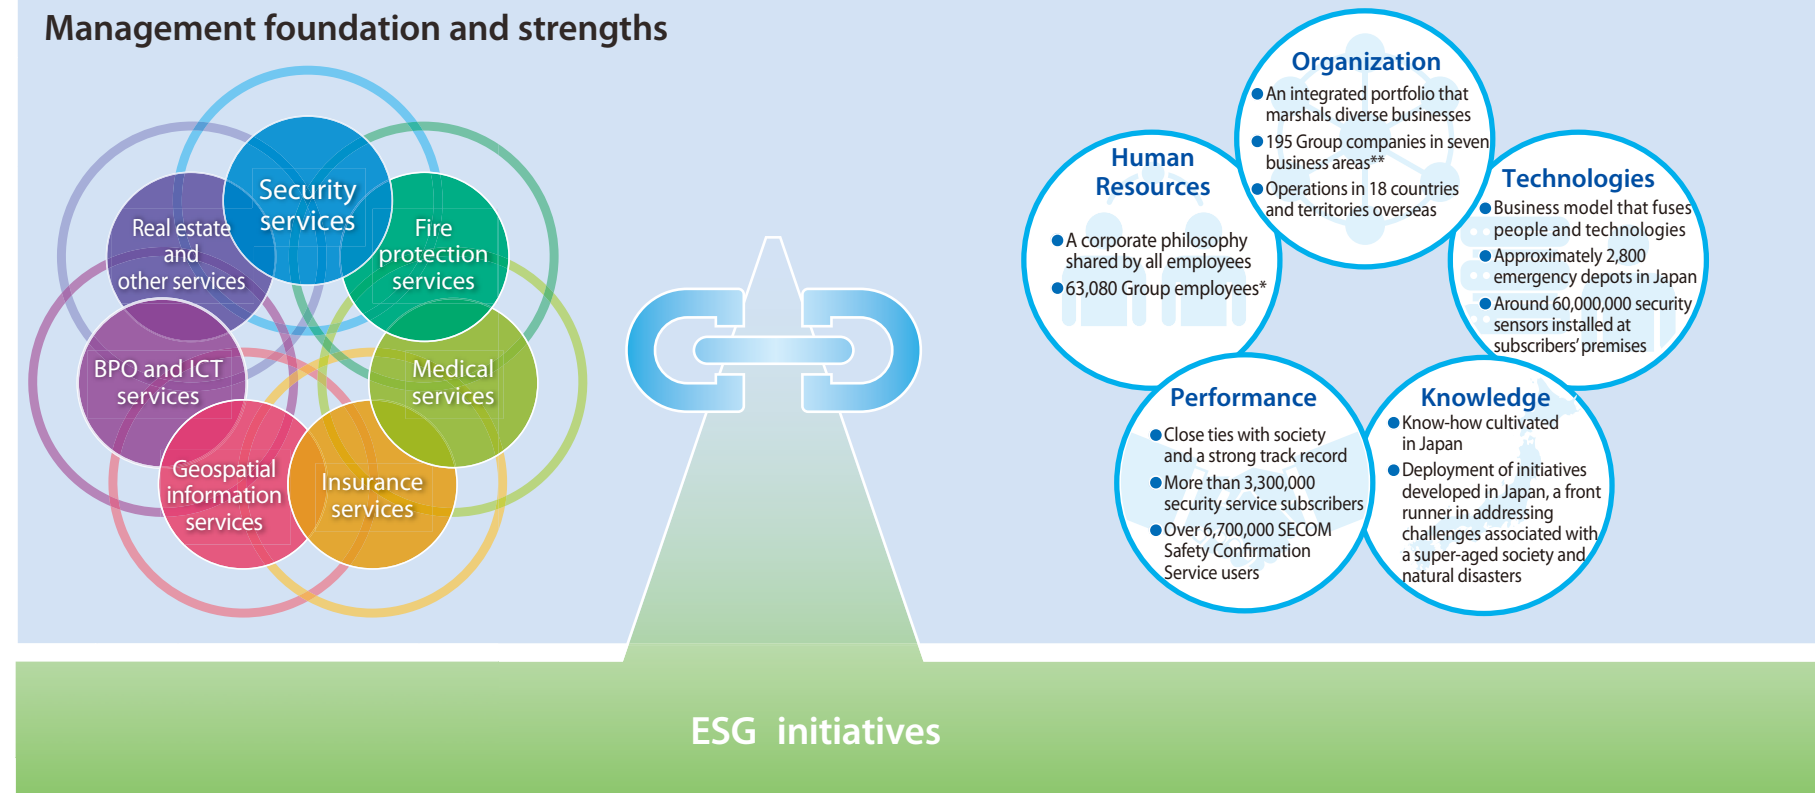 Management foundation and strengths
Security
services
Fire
protection
services
Medical
services
Insurance
services
Geospatial
information
services
BPO and ICT
services
Real estate
and
other services
Organization
● An integrated portfolio that
marshals diverse businesses
● 195 Group companies in seven
business areas**
● Operations in 18 countries
and territories overseas
Human
Resources
● A corporate philosophy
shared by all employees
● 63,080 Group employees*
Technologies
● Business model that fuses
people and technologies
● Approximately 2,800
emergency depots in Japan
● Around 60,000,000 security
sensors installed at
subscribers’ premises
Performance
● Close ties with society
and a strong track record
● More than 3,300,000
security service subscribers
● Over 6,700,000 SECOM
Safety Confirmation
Service users
Knowledge
● Know-how cultivated
in Japan
● Deployment of initiatives
developed in Japan, a front
runner in addressing
challenges associated with
a super-aged society and
natural disasters
ESG initiatives